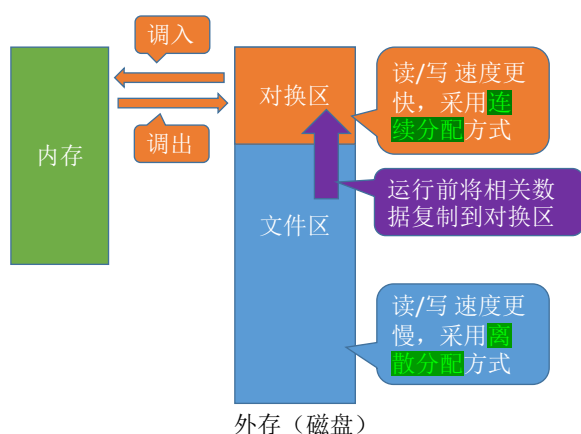 调入
调出
内存
对换区
文件区
读/写 速度更
快，采用连
续分配方式
运行前将相关数
据复制到对换区
读/写 速度更
慢，采用离
散分配方式
外存（磁盘）